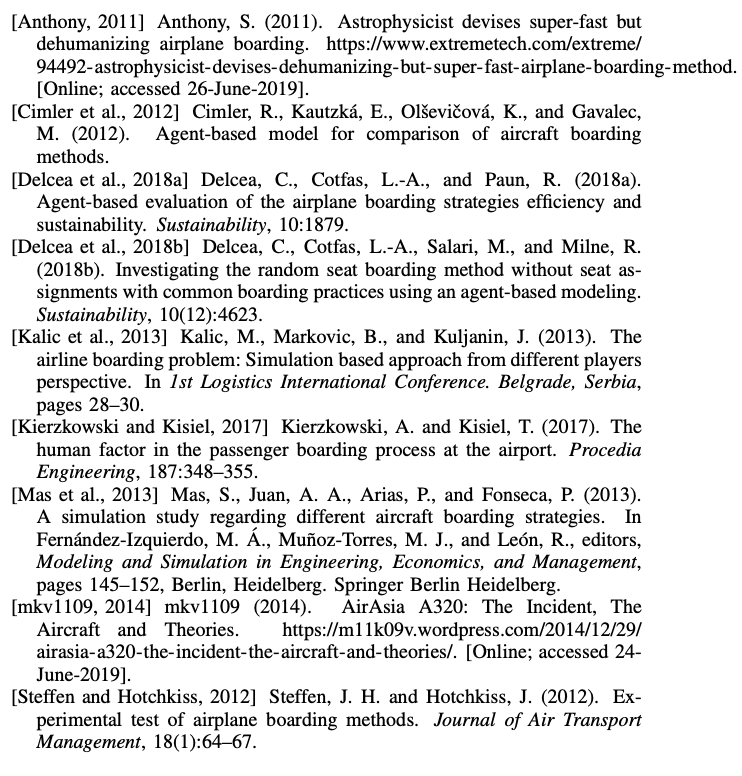 [Anthony, 2011] Anthony, S. (2011). Astrophysicist devises super-fast but
dehumanizing airplane boarding. https://www.extremetech.com/extreme/
94492-astrophysicist-devises-dehumanizing-but-super-fast-airplane-boarding-method.
[Online; accessed 26-June-2019].
[Cimler et al., 2012] Cimler, R., Kautzká, E., Olševičová, K., and Gavalec,
M. (2012). Agent-based model for comparison of aircraft boarding
methods.
[Delcea et al., 2018a] Delcea, C., Cotfas, L.-A., and Paun, R. (2018a).
Agent-based evaluation of the airplane boarding strategies efficiency and
sustainability. Sustainability, 10:1879.
[Delcea et al., 2018b] Delcea, C., Cotfas, L.-A., Salari, M., and Milne, R.
(2018b). Investigating the random seat boarding method without seat as-
signments with common boarding practices using an agent-based modeling.
Sustainability, 10(12):4623.
[Kalic et al., 2013] Kalic, M., Markovic, B., and Kuljanin, J. (2013). The
airline boarding problem: Simulation based approach from different players
perspective. In 1st Logistics International Conference. Belgrade, Serbia,
pages 28–30.
[Kierzkowski and Kisiel, 2017] Kierzkowski, A. and Kisiel, T. (2017). The
human factor in the passenger boarding process at the airport. Procedia
Engineering, 187:348–355.
[Mas et al., 2013] Mas, S., Juan, A. A., Arias, P., and Fonseca, P. (2013).
A simulation study regarding different aircraft boarding strategies. In
Fernández-Izquierdo, M. Á., Muñoz-Torres, M. J., and León, R., editors,
Modeling and Simulation in Engineering, Economics, and Management,
pages 145–152, Berlin, Heidelberg. Springer Berlin Heidelberg.
[mkv1109, 2014] mkv1109 (2014). AirAsia A320: The Incident, The
Aircraft and Theories. https://m11k09v.wordpress.com/2014/12/29/
airasia-a320-the-incident-the-aircraft-and-theories/. [Online; accessed 24-
June-2019].
[Steffen and Hotchkiss, 2012] Steffen, J. H. and Hotchkiss, J. (2012). Ex-
perimental test of airplane boarding methods. Journal of Air Transport
Management, 18(1):64–67.